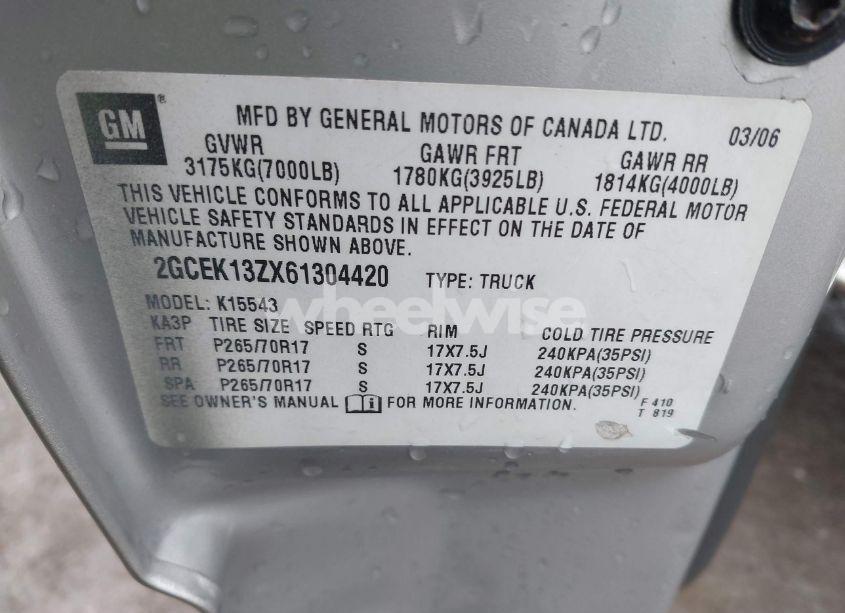 GM ®
MFD BY GENERAL MOTORS OF CANADA LTD. 03/06
GVWR GAWR FRT GAWR RR
3175KG(7000LB) 1780KG(3925LB) 1814KG(4000LB)
THIS VEHICLE CONFORMS TO ALL APPLICABLE U.S. FEDERAL MOTOR
VEHICLE SAFETY STANDARDS IN EFFECT ON THE DATE OF
MANUFACTURE SHOWN ABOVE.
2GCEK13ZX61304420 TYPE: TRUCK
MODEL: K15543
wheelwise
KA3P TIRE SIZE SPEED RTG RIM COLD TIRE PRESSURE
FRT P265/70R17 S 17X7.5J 240KPA(35PSI)
RR P265/70R17 S 17X7.5J 240KPA(35PSI)
SPA P265/70R17 S 17X7.5J 240KPA(35PSI)
SEE OWNER'S MANUAL FOR MORE INFORMATION.
F 410
T 819